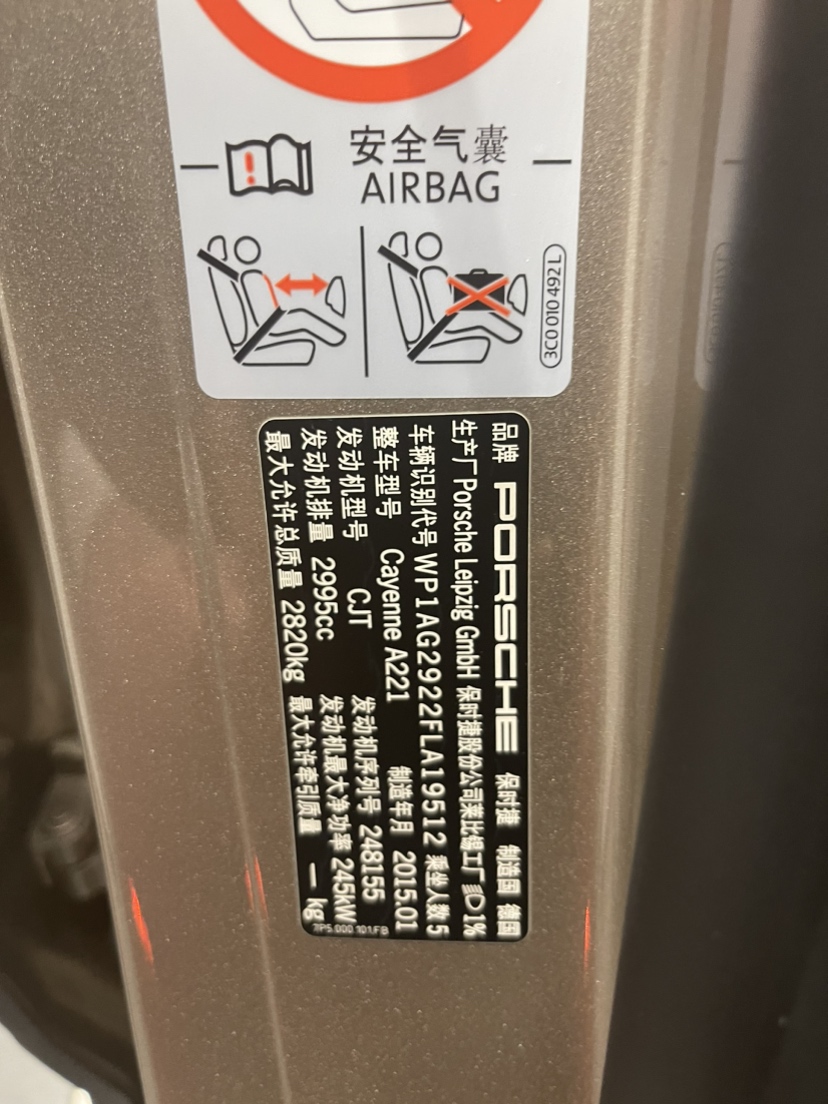 安全气囊
AIRBAG
3C0 010 492 L
品牌 PORSCHE 保时捷 制造国 德国
生产厂 Porsche Leipzig GmbH 保时捷股份公司莱比锡工厂 1%
车辆识别代号 WP1AG2922FLA19512 乘坐人数 5
整车型号 Cayenne A221 制造年月 2015.01
发动机型号 CJT 发动机序列号 248155
发动机排量 2995cc 发动机最大净功率 245kW
最大允许总质量 2820kg 最大允许牵引质量 — kg
7P5.000.101.FB